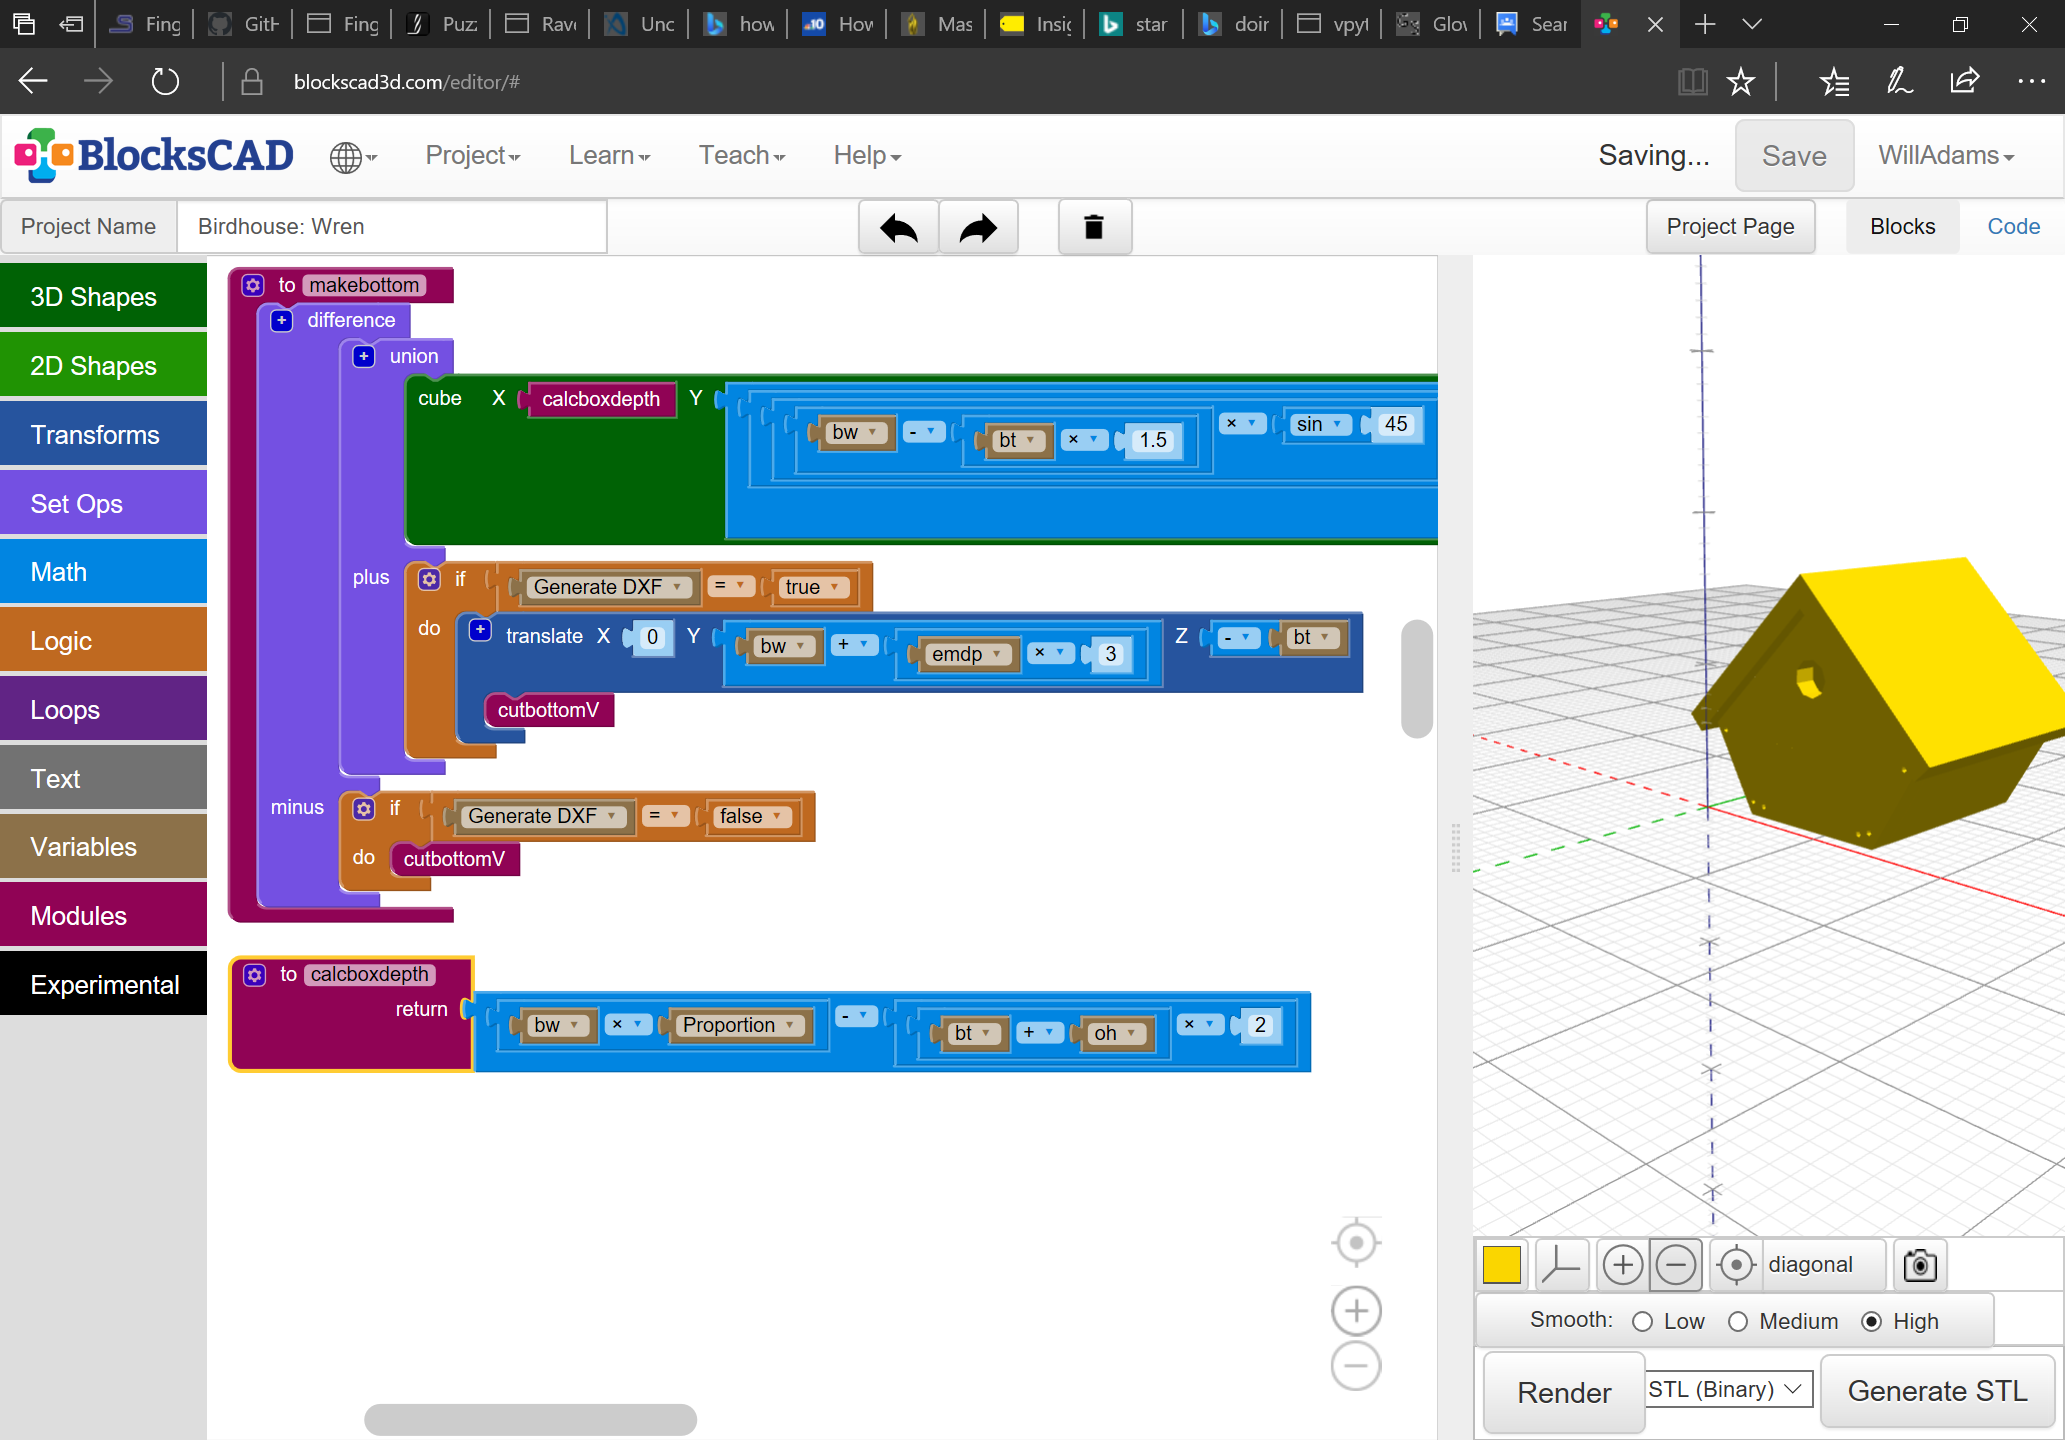 Fing
GitH
Fing
Puz
Rav
Unc
how
How
Mas
Insig
star
doir
vpyt
Glov
Sear
blockscad3d.com/editor/#
BlocksCAD
Project
Learn
Teach
Help
Saving...
Save
WillAdams
Project Name
Birdhouse: Wren
Project Page
Blocks
Code
3D Shapes
2D Shapes
Transforms
Set Ops
Math
Logic
Loops
Text
Variables
Modules
Experimental
to makebottom
difference
union
cube X calcboxdepth Y bw - bt × 1.5 × sin 45
plus if Generate DXF = true
do translate X 0 Y bw + emdp × 3 Z - bt
cutbottomV
minus if Generate DXF = false
do cutbottomV
to calcboxdepth
return bw × Proportion - bt + oh × 2
diagonal
Smooth: Low Medium High
Render
STL (Binary)
Generate STL